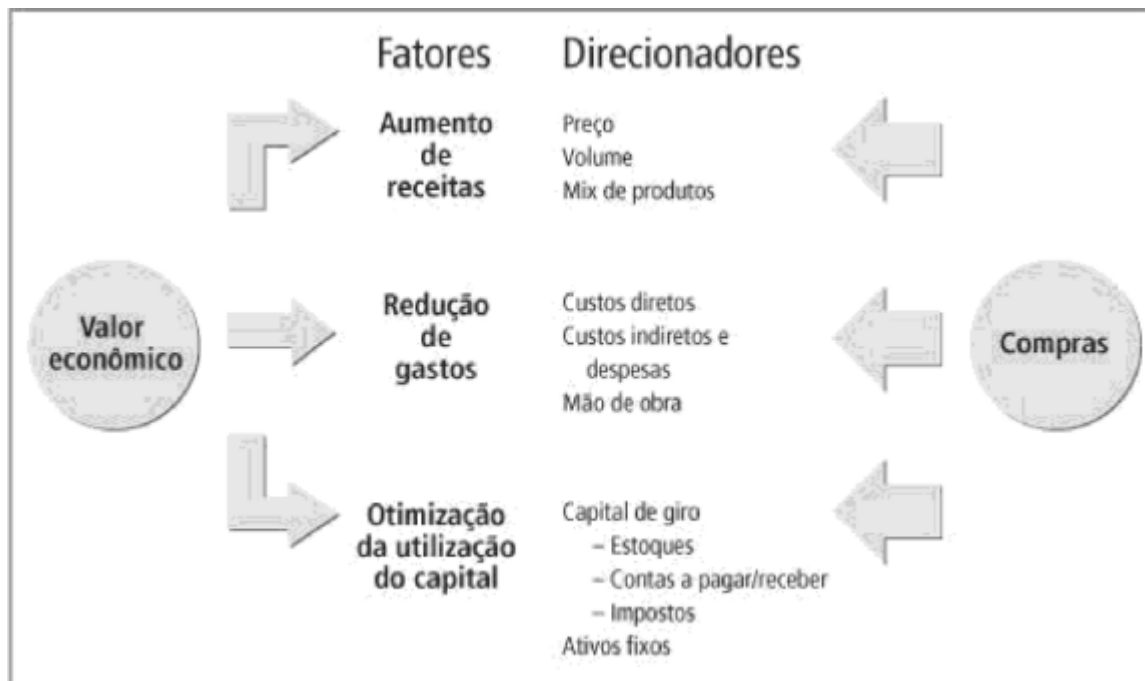 Fatores
Direcionadores
Aumento
de
receitas
Preço
Volume
Mix de produtos
Valor
econômico
Redução
de
gastos
Custos diretos
Custos indiretos e
despesas
Mão de obra
Compras
Otimização
da utilização
do capital
Capital de giro
– Estoques
– Contas a pagar/receber
– Impostos
Ativos fixos